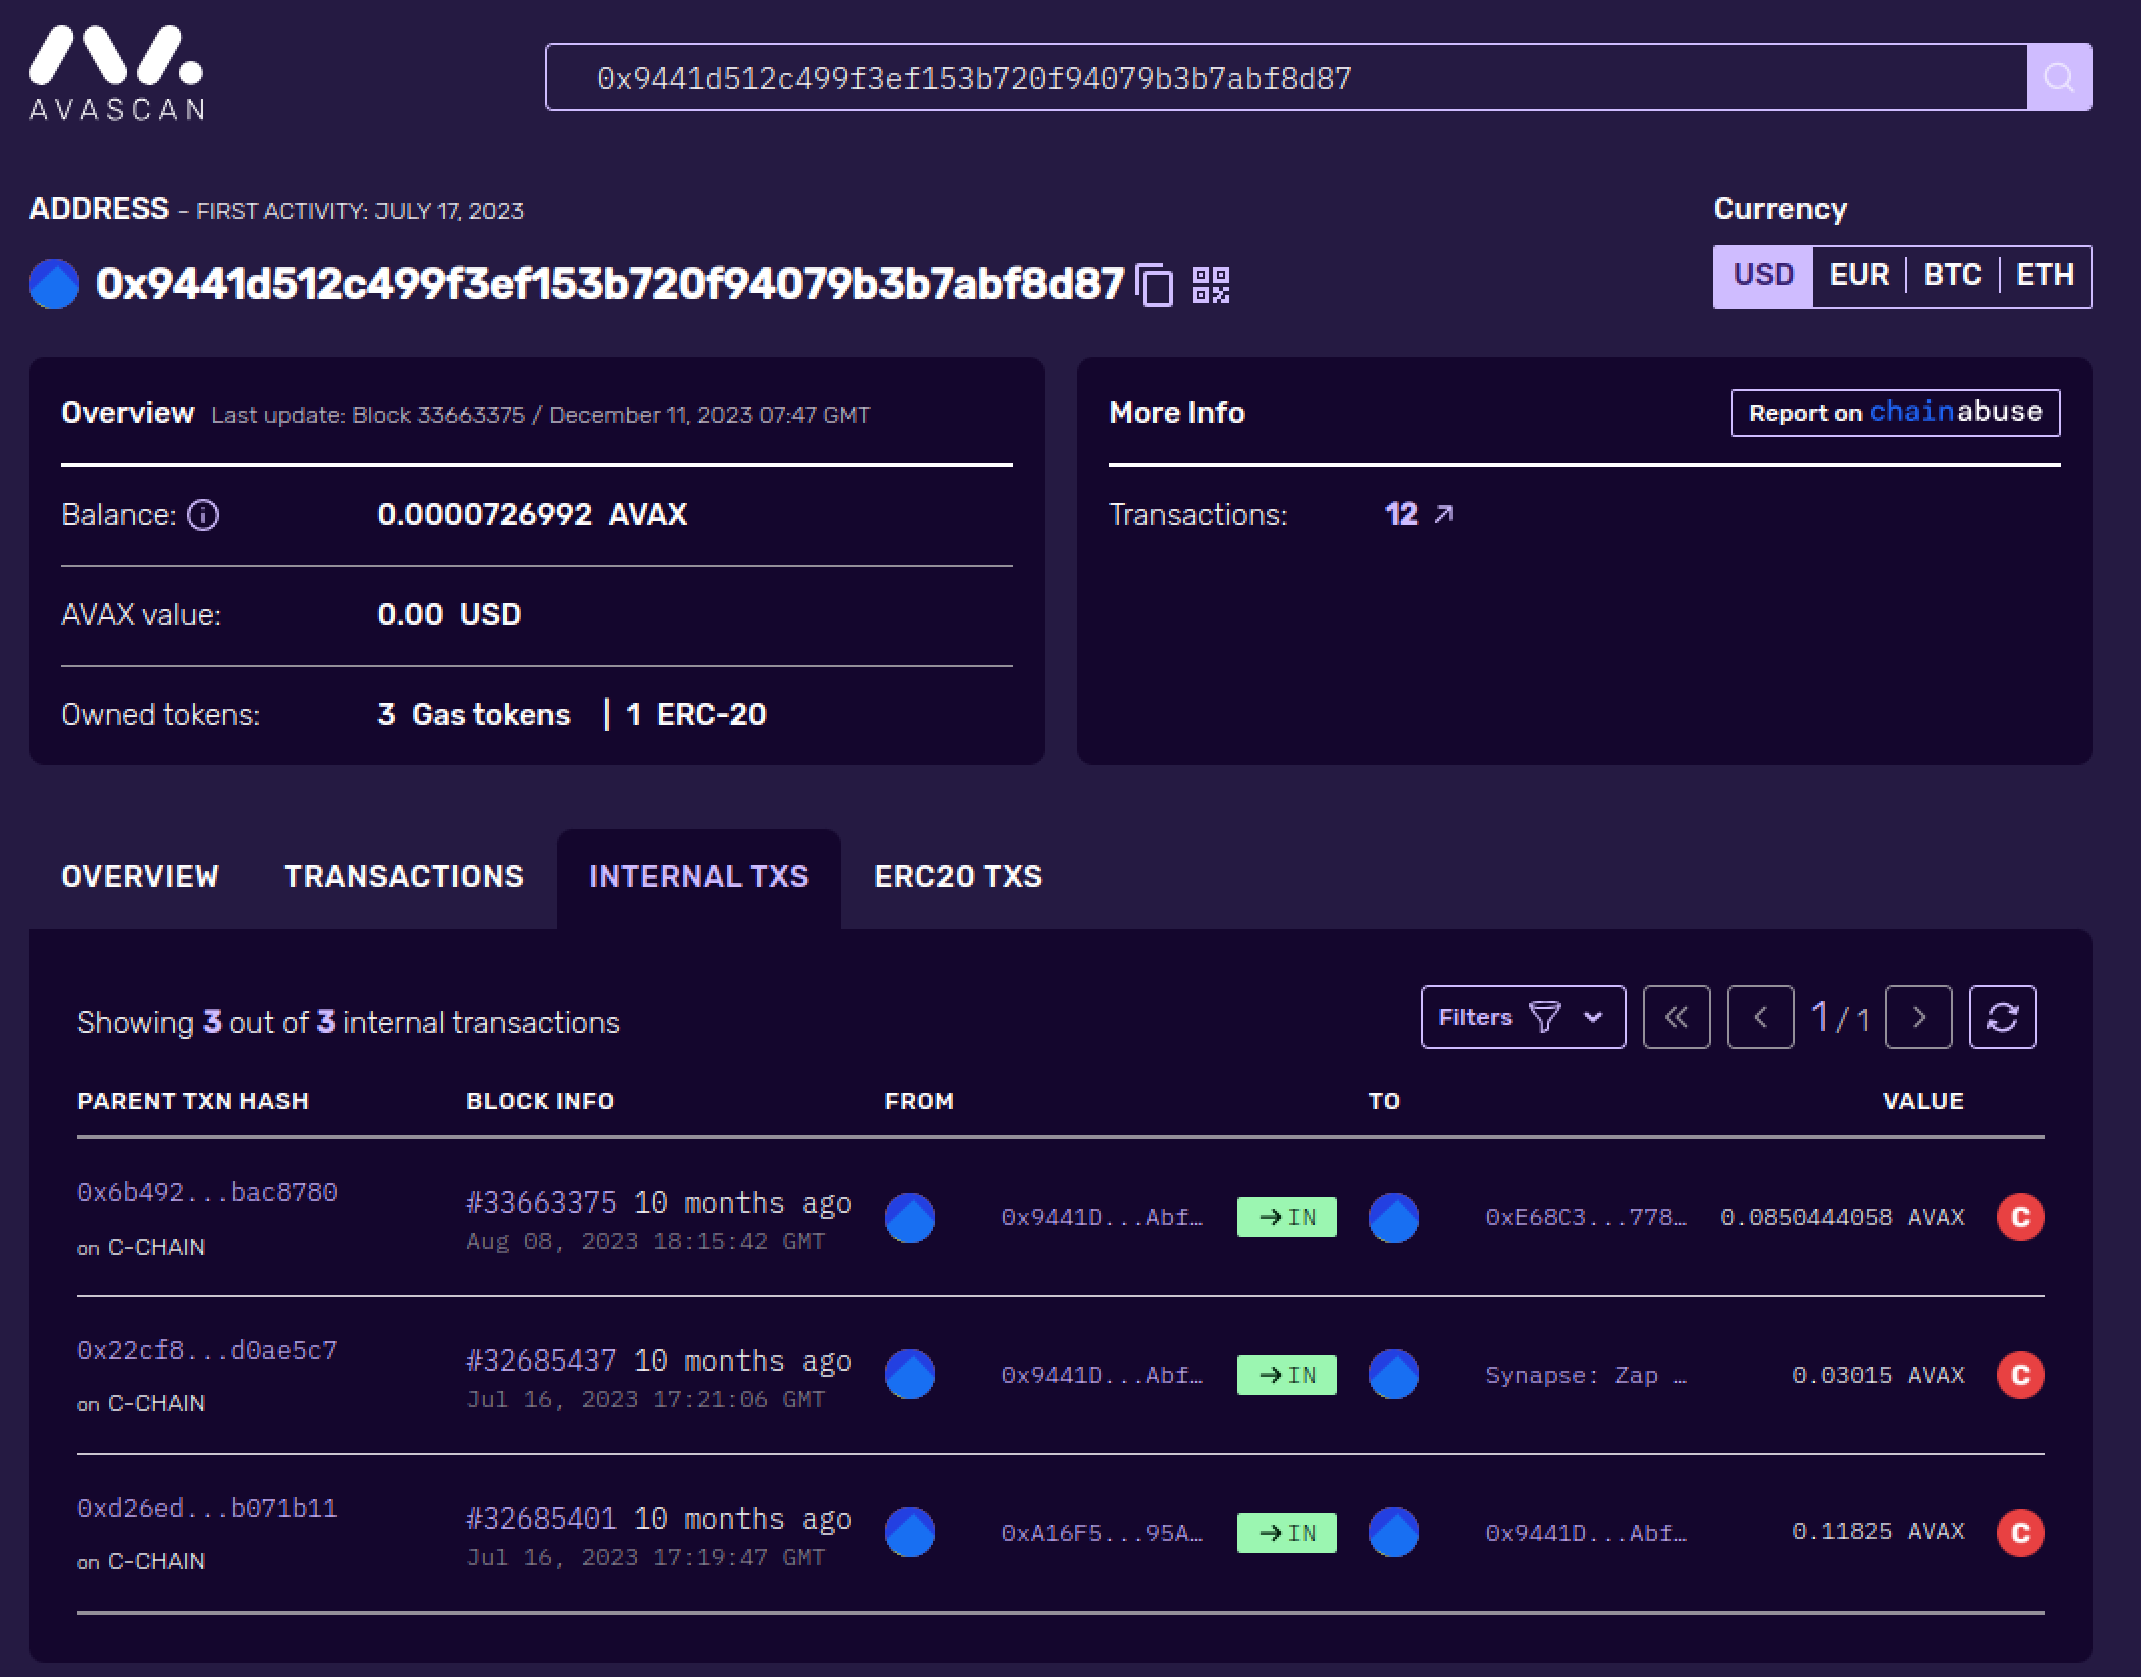 AVASCAN
0x9441d512c499f3ef153b720f94079b3b7abf8d87
ADDRESS - FIRST ACTIVITY: JULY 17, 2023
Currency
0x9441d512c499f3ef153b720f94079b3b7abf8d87
USD EUR BTC ETH
Overview Last update: Block 33663375 / December 11, 2023 07:47 GMT
More Info
Report on chainabuse
Balance: 0.0000726992 AVAX
Transactions: 12
AVAX value: 0.00 USD
Owned tokens: 3 Gas tokens | 1 ERC-20
OVERVIEW TRANSACTIONS INTERNAL TXS ERC20 TXS
Showing 3 out of 3 internal transactions
Filters
1 / 1
PARENT TXN HASH BLOCK INFO FROM TO VALUE
0x6b492...bac8780 #33663375 10 months ago 0x9441D...Abf… IN 0xE68C3...778… 0.0850444058 AVAX C
on C-CHAIN Aug 08, 2023 18:15:42 GMT
0x22cf8...d0ae5c7 #32685437 10 months ago 0x9441D...Abf… IN Synapse: Zap … 0.03015 AVAX C
on C-CHAIN Jul 16, 2023 17:21:06 GMT
0xd26ed...b071b11 #32685401 10 months ago 0xA16F5...95A… IN 0x9441D...Abf… 0.11825 AVAX C
on C-CHAIN Jul 16, 2023 17:19:47 GMT